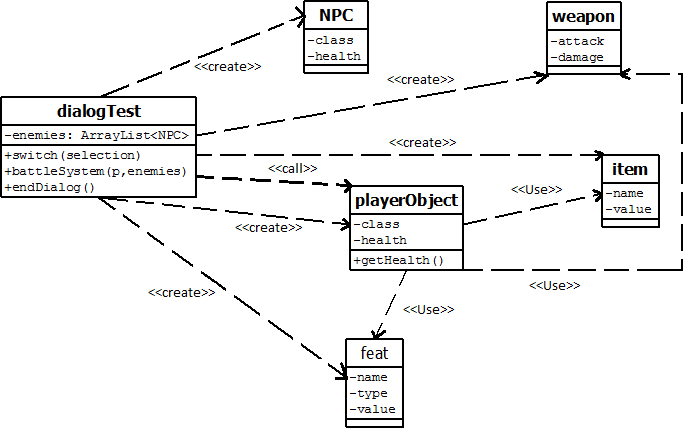 NPC
-class
-health
weapon
-attack
-damage
<<create>>
<<create>>
dialogTest
-enemies: ArrayList<NPC>
+switch(selection)
+battleSystem(p,enemies)
+endDialog()
<<create>>
<<call>>
item
-name
-value
<<Use>>
playerObject
-class
-health
+getHealth()
<<create>>
<<Use>>
<<create>>
<<Use>>
feat
-name
-type
-value